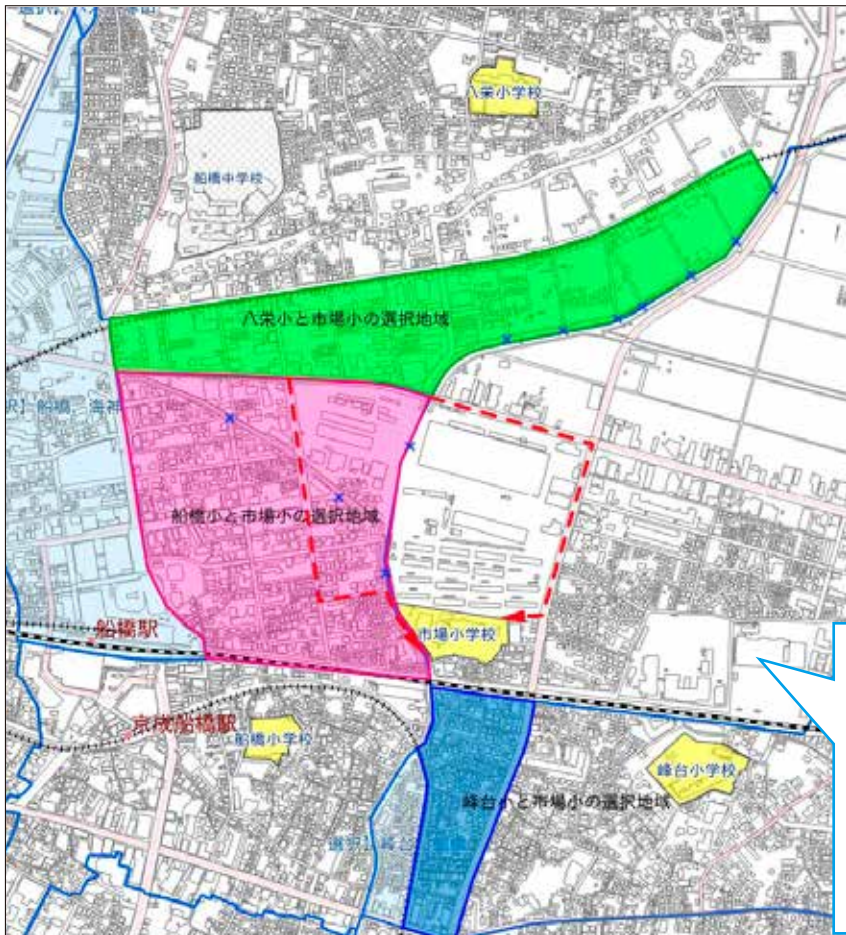 八栄小学校
船橋中学校
八栄小と市場小の選択地域
船橋小と市場小の選択地域
市場小学校
船橋駅
京成船橋駅
船橋小学校
峰台小学校
峰台小と市場小の選択地域